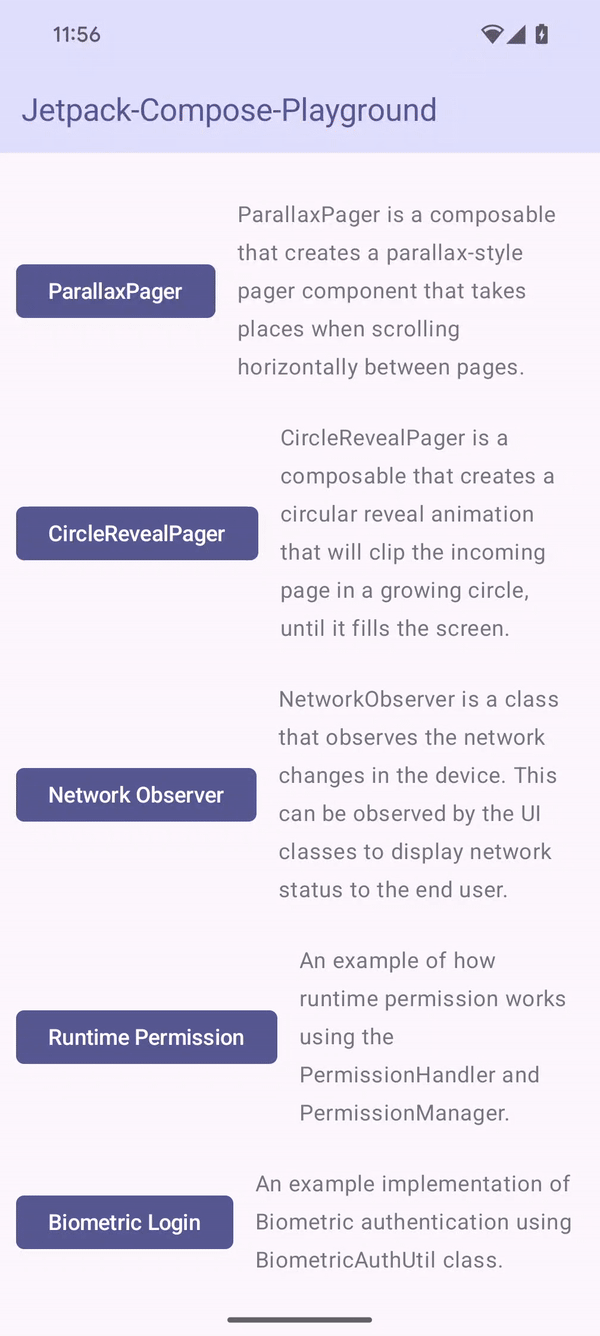 11:56
Jetpack-Compose-Playground
ParallaxPager
ParallaxPager is a composable
that creates a parallax-style
pager component that takes
places when scrolling
horizontally between pages.
CircleRevealPager
CircleRevealPager is a
composable that creates a
circular reveal animation
that will clip the incoming
page in a growing circle,
until it fills the screen.
Network Observer
NetworkObserver is a class
that observes the network
changes in the device. This
can be observed by the UI
classes to display network
status to the end user.
Runtime Permission
An example of how
runtime permission works
using the
PermissionHandler and
PermissionManager.
Biometric Login
An example implementation of
Biometric authentication using
BiometricAuthUtil class.